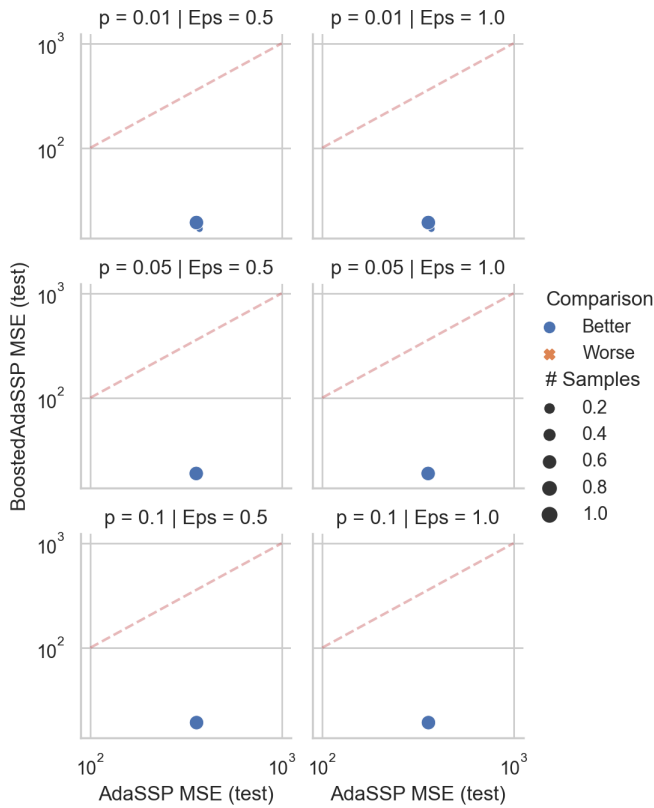 p = 0.01 | Eps = 0.5
p = 0.01 | Eps = 1.0
10³
10²
p = 0.05 | Eps = 0.5
p = 0.05 | Eps = 1.0
10³
10²
BoostedAdaSSP MSE (test)
p = 0.1 | Eps = 0.5
p = 0.1 | Eps = 1.0
10³
10²
10²
10³
10²
10³
AdaSSP MSE (test)
AdaSSP MSE (test)
Comparison
Better
Worse
# Samples
0.2
0.4
0.6
0.8
1.0